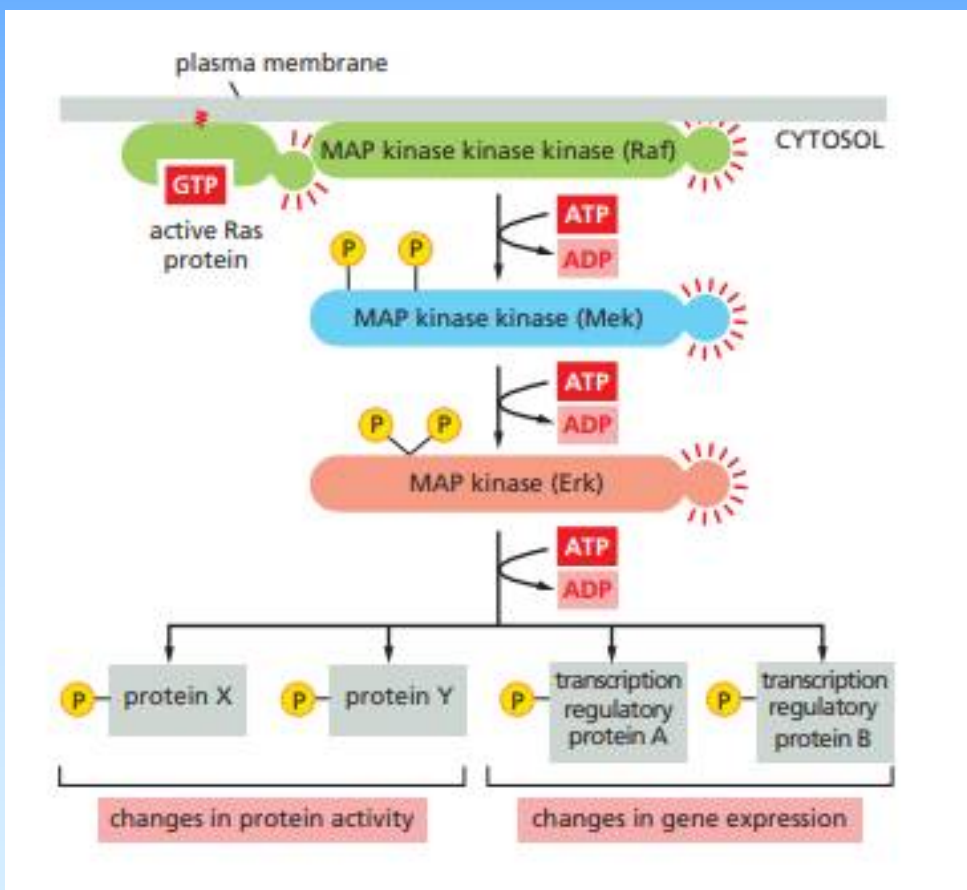 plasma membrane
CYTOSOL
MAP kinase kinase kinase (Raf)
GTP
active Ras
protein
ATP
ADP
P P
MAP kinase kinase (Mek)
ATP
ADP
P P
MAP kinase (Erk)
ATP
ADP
P protein X
P protein Y
P transcription
regulatory
protein A
P transcription
regulatory
protein B
changes in protein activity
changes in gene expression